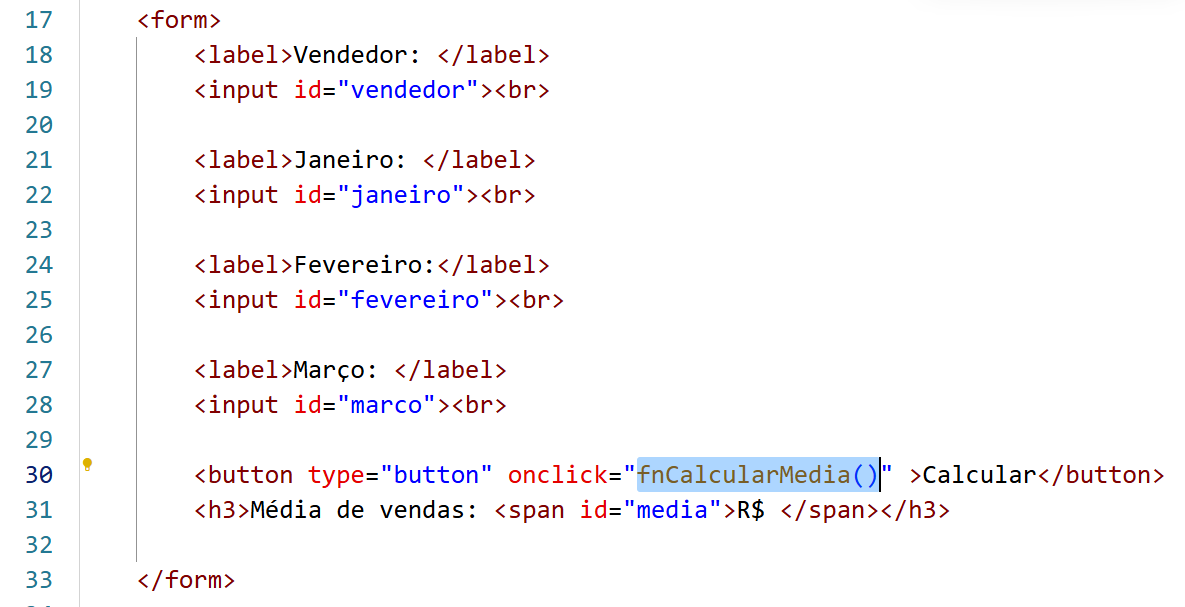 17 <form>
18 <label>Vendedor: </label>
19 <input id="vendedor"><br>
20
21 <label>Janeiro: </label>
22 <input id="janeiro"><br>
23
24 <label>Fevereiro:</label>
25 <input id="fevereiro"><br>
26
27 <label>Março: </label>
28 <input id="marco"><br>
29
30 <button type="button" onclick="fnCalcularMedia()" >Calcular</button>
31 <h3>Média de vendas: <span id="media">R$ </span></h3>
32
33 </form>